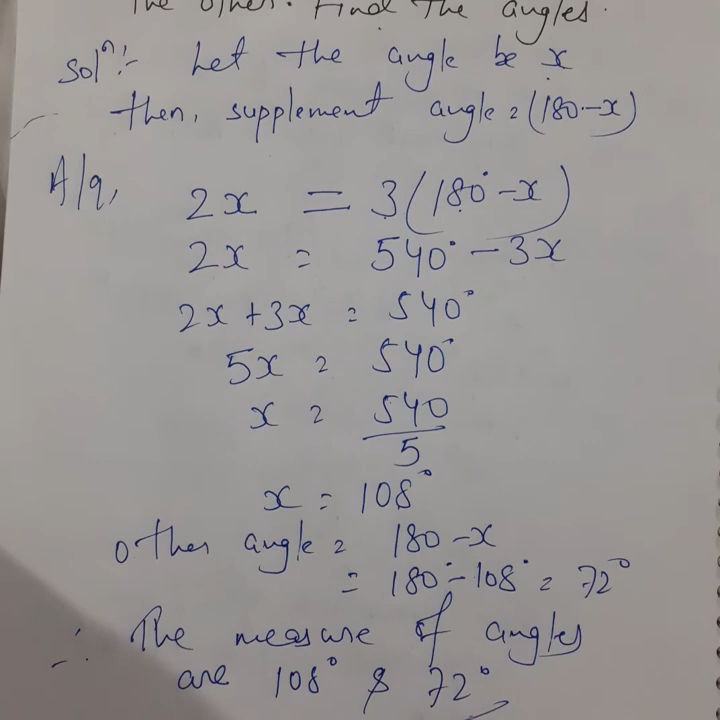 the other. Find the angles.
Solⁿ:- Let the angle be x
then, supplement angle = (180-x)
A/q,
2x = 3(180°-x)
2x = 540° - 3x
2x + 3x = 540°
5x = 540°
x = 540/5
x = 108°
other angle = 180-x
= 180° - 108° = 72°
∴ The measure of angles
are 108° & 72°